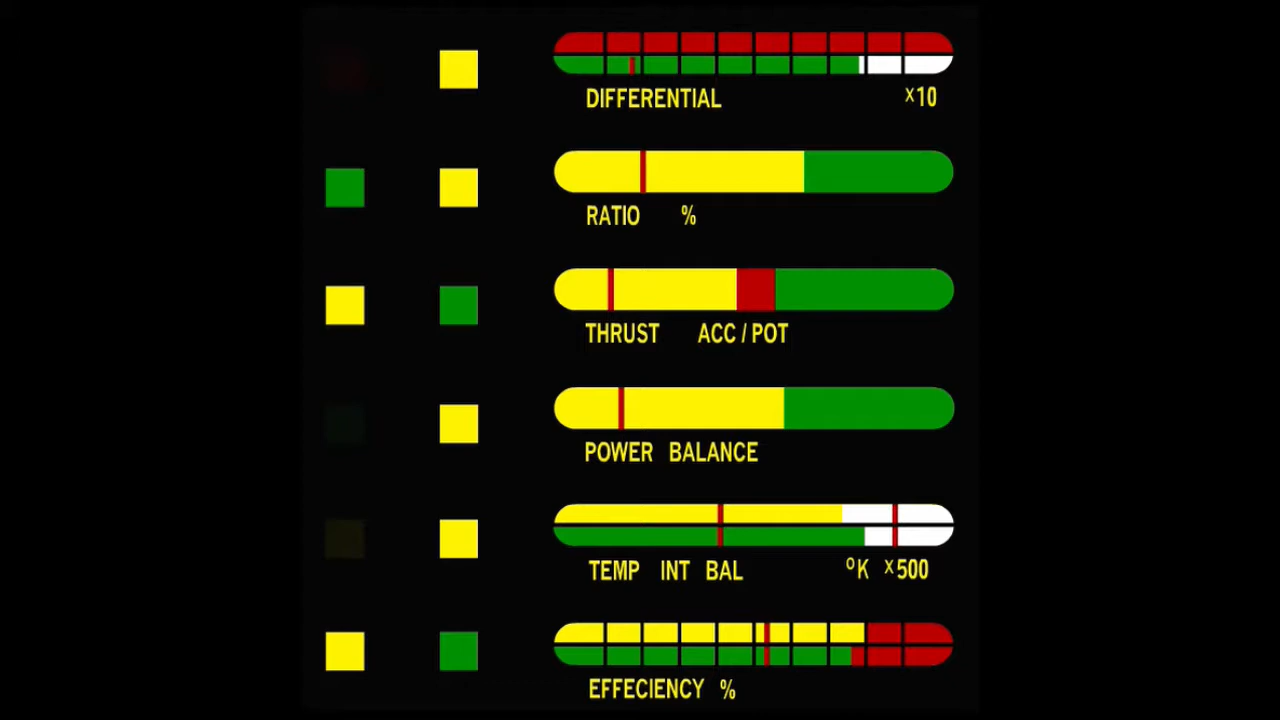 DIFFERENTIAL x10
RATIO %
THRUST ACC / POT
POWER BALANCE
TEMP INT BAL °K x500
EFFECIENCY %